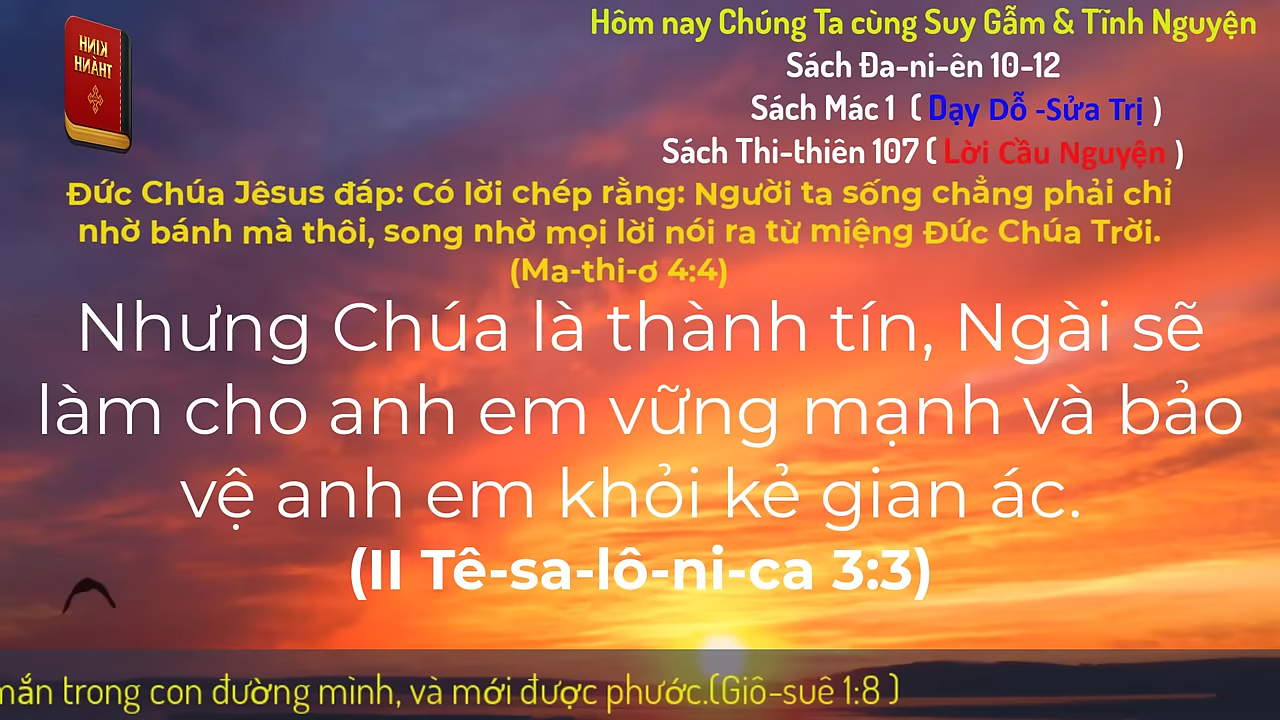 KINH
THÁNH
Hôm nay Chúng Ta cùng Suy Gẫm & Tĩnh Nguyện
Sách Đa-ni-ên 10-12
Sách Mác 1 ( Dạy Dỗ -Sửa Trị )
Sách Thi-thiên 107 ( Lời Cầu Nguyện )
Đức Chúa Jêsus đáp: Có lời chép rằng: Người ta sống chẳng phải chỉ
nhờ bánh mà thôi, song nhờ mọi lời nói ra từ miệng Đức Chúa Trời.
(Ma-thi-ơ 4:4)
Nhưng Chúa là thành tín, Ngài sẽ
làm cho anh em vững mạnh và bảo
vệ anh em khỏi kẻ gian ác.
(II Tê-sa-lô-ni-ca 3:3)
trong con đường mình, và mới được phước.(Giô-suê 1:8 )